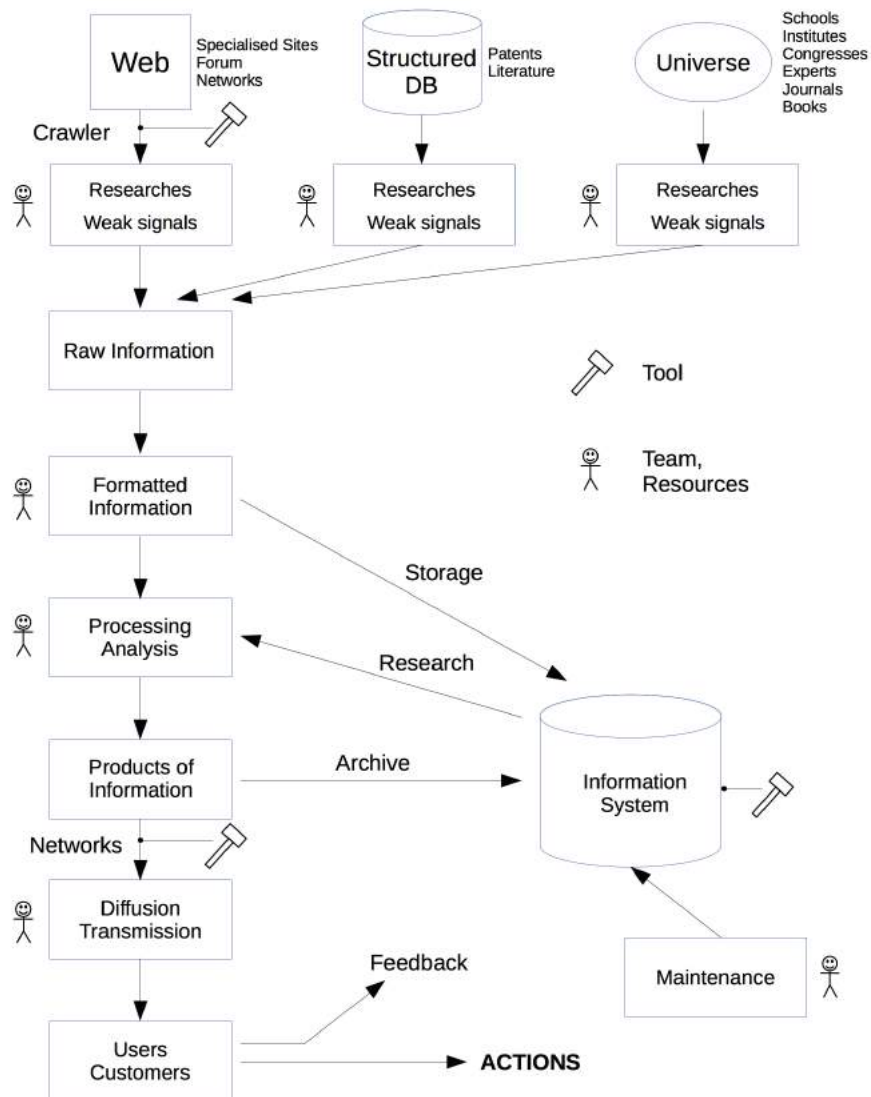 Web
Specialised Sites
Forum
Networks
Structured
DB
Patents
Literature
Universe
Schools
Institutes
Congresses
Experts
Journals
Books
Crawler
Researches
Weak signals
Researches
Weak signals
Researches
Weak signals
Raw Information
Tool
Team,
Resources
Formatted
Information
Storage
Processing
Analysis
Research
Products of
Information
Archive
Information
System
Networks
Diffusion
Transmission
Maintenance
Feedback
Users
Customers
ACTIONS